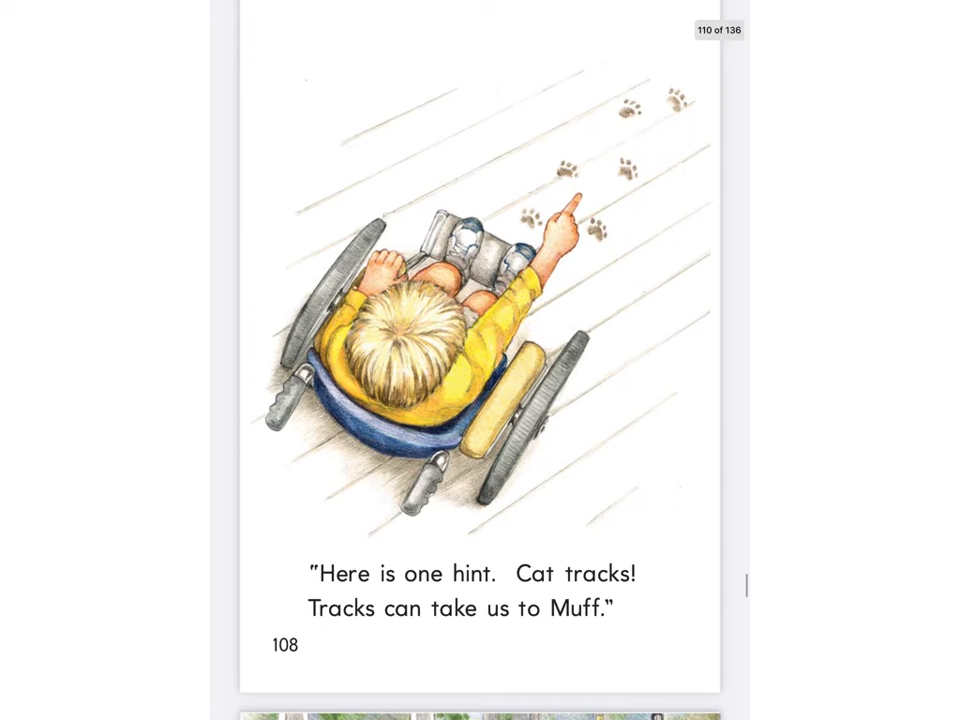 110 of 136
"Here is one hint.  Cat tracks!
Tracks can take us to Muff."
108